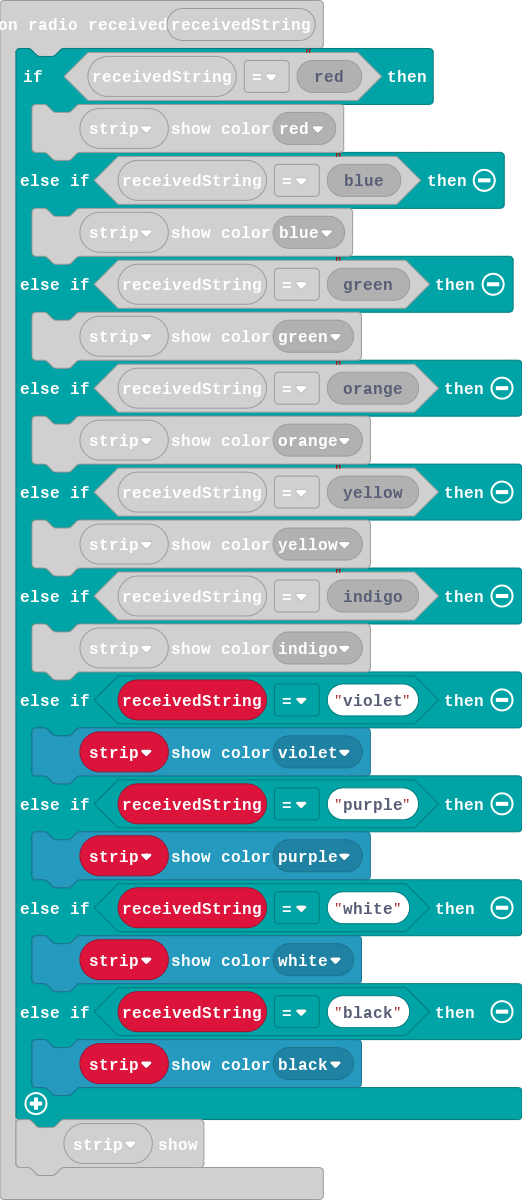 on radio received receivedString
if receivedString = " red then
strip show color red
else if receivedString = " blue then
strip show color blue
else if receivedString = " green then
strip show color green
else if receivedString = " orange then
strip show color orange
else if receivedString = " yellow then
strip show color yellow
else if receivedString = " indigo then
strip show color indigo
else if receivedString = "violet" then
strip show color violet
else if receivedString = "purple" then
strip show color purple
else if receivedString = "white" then
strip show color white
else if receivedString = "black" then
strip show color black
strip show